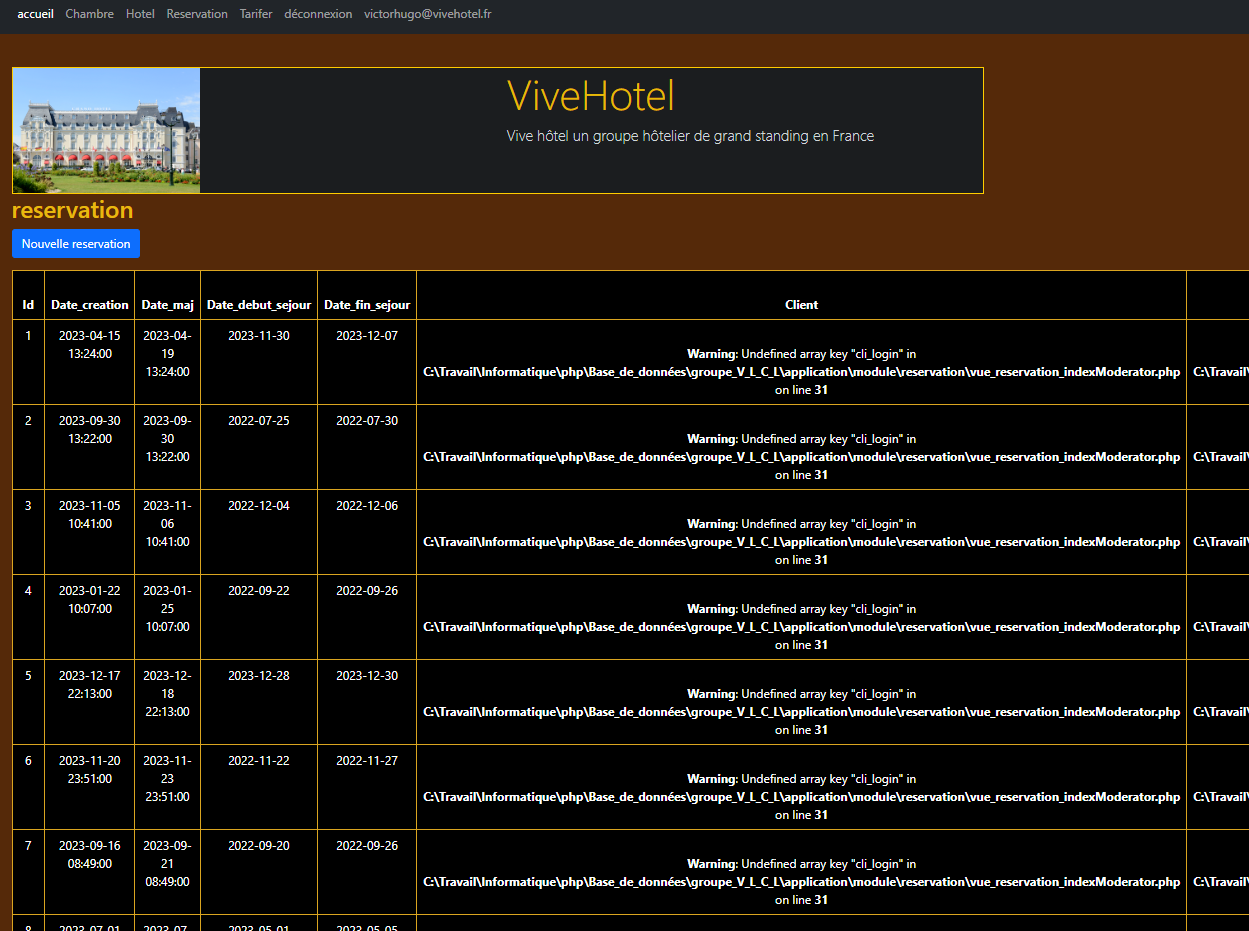 accueil Chambre Hotel Reservation Tarifer déconnexion victorhugo@vivehotel.fr
ViveHotel
Vive hôtel un groupe hôtelier de grand standing en France
reservation
Nouvelle reservation
Id Date_creation Date_maj Date_debut_sejour Date_fin_sejour Client
1 2023-04-15 2023-04- 2023-11-30 2023-12-07
13:24:00 19 Warning: Undefined array key "cli_login" in
13:24:00 C:\Travail\Informatique\php\Base_de_données\groupe_V_L_C_L\application\module\reservation\vue_reservation_indexModerator.php C:\Travail\
on line 31
2 2023-09-30 2023-09- 2022-07-25 2022-07-30
13:22:00 30 Warning: Undefined array key "cli_login" in
13:22:00 C:\Travail\Informatique\php\Base_de_données\groupe_V_L_C_L\application\module\reservation\vue_reservation_indexModerator.php C:\Travail\
on line 31
3 2023-11-05 2023-11- 2022-12-04 2022-12-06
10:41:00 06 Warning: Undefined array key "cli_login" in
10:41:00 C:\Travail\Informatique\php\Base_de_données\groupe_V_L_C_L\application\module\reservation\vue_reservation_indexModerator.php C:\Travail\
on line 31
4 2023-01-22 2023-01- 2022-09-22 2022-09-26
10:07:00 25 Warning: Undefined array key "cli_login" in
10:07:00 C:\Travail\Informatique\php\Base_de_données\groupe_V_L_C_L\application\module\reservation\vue_reservation_indexModerator.php C:\Travail\
on line 31
5 2023-12-17 2023-12- 2023-12-28 2023-12-30
22:13:00 18 Warning: Undefined array key "cli_login" in
22:13:00 C:\Travail\Informatique\php\Base_de_données\groupe_V_L_C_L\application\module\reservation\vue_reservation_indexModerator.php C:\Travail\
on line 31
6 2023-11-20 2023-11- 2022-11-22 2022-11-27
23:51:00 23 Warning: Undefined array key "cli_login" in
23:51:00 C:\Travail\Informatique\php\Base_de_données\groupe_V_L_C_L\application\module\reservation\vue_reservation_indexModerator.php C:\Travail\
on line 31
7 2023-09-16 2023-09- 2022-09-20 2022-09-26
08:49:00 21 Warning: Undefined array key "cli_login" in
08:49:00 C:\Travail\Informatique\php\Base_de_données\groupe_V_L_C_L\application\module\reservation\vue_reservation_indexModerator.php C:\Travail\
on line 31
8 2023-07-01 2023-07- 2023-05-01 2023-05-05